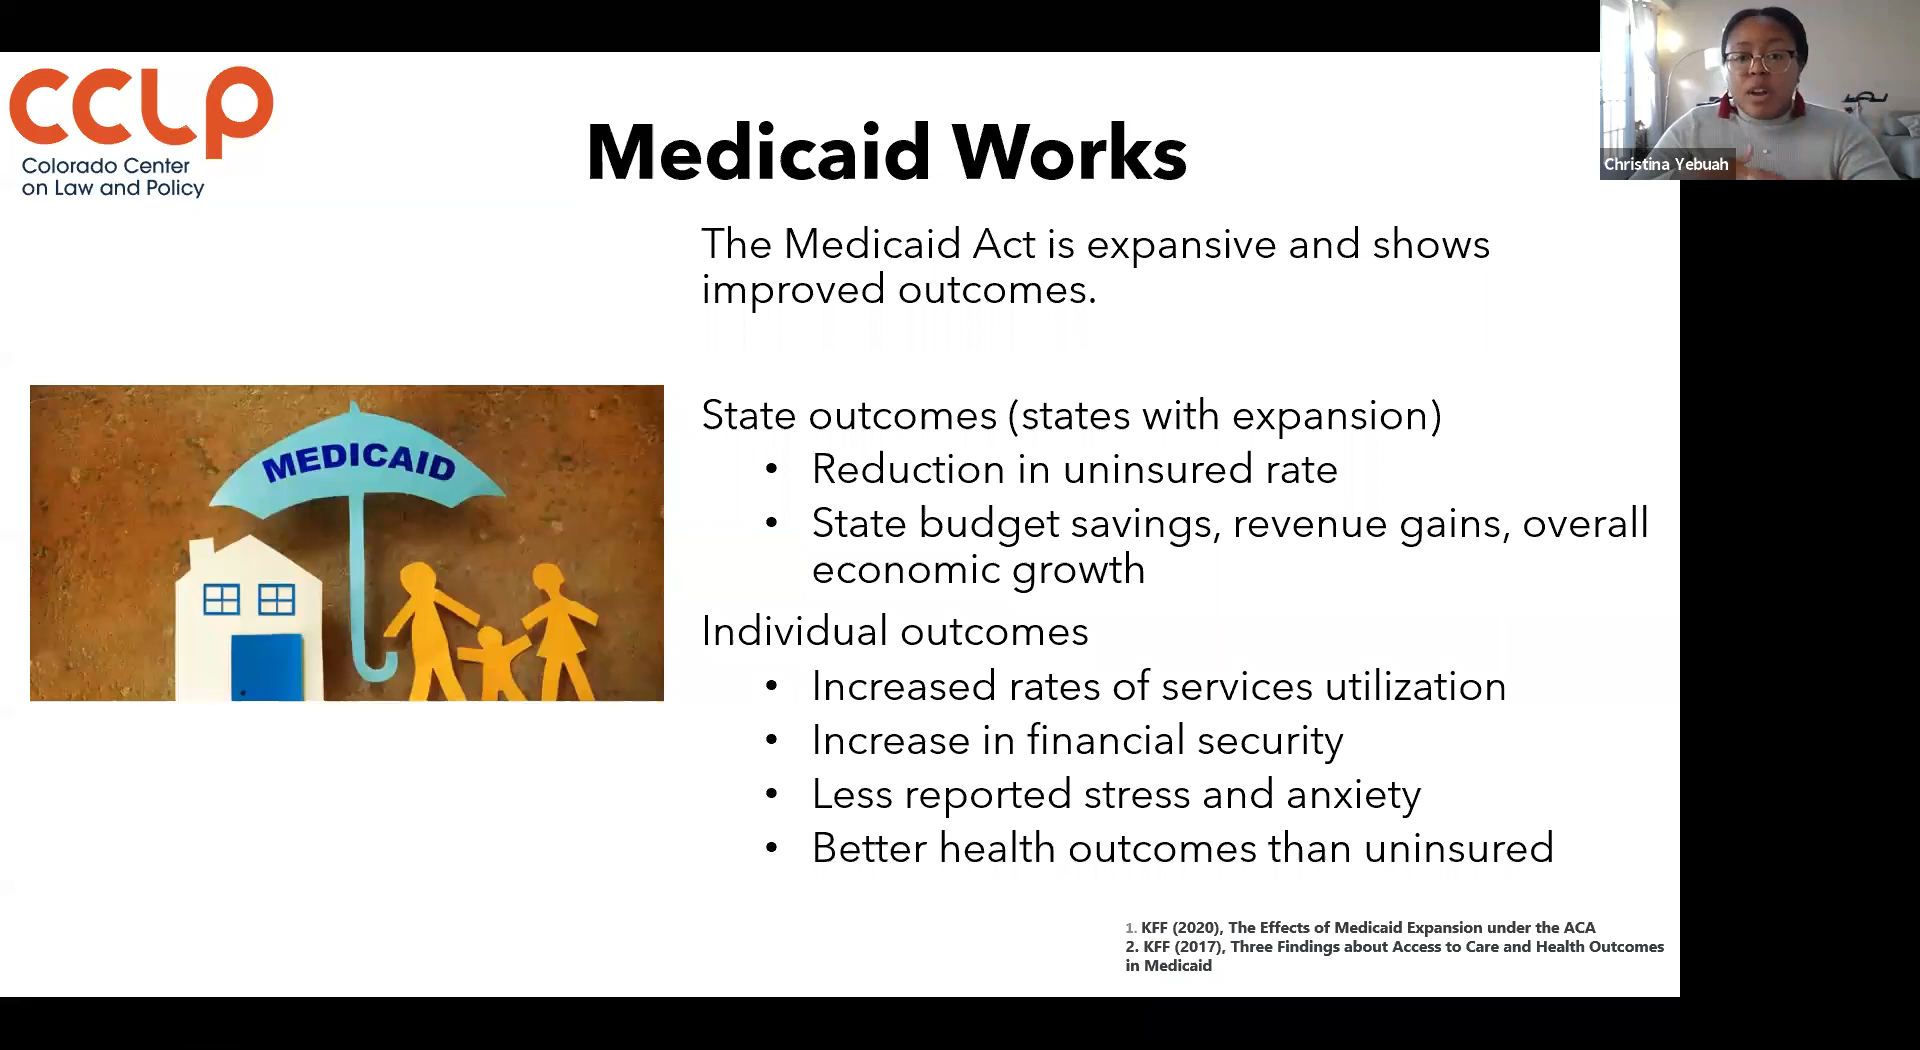 CCLP
Colorado Center
on Law and Policy
Medicaid Works
Christina Yebuah
The Medicaid Act is expansive and shows
improved outcomes.
MEDICAID
State outcomes (states with expansion)
• Reduction in uninsured rate
• State budget savings, revenue gains, overall
economic growth
Individual outcomes
• Increased rates of services utilization
• Increase in financial security
• Less reported stress and anxiety
• Better health outcomes than uninsured
1. KFF (2020), The Effects of Medicaid Expansion under the ACA
2. KFF (2017), Three Findings about Access to Care and Health Outcomes
in Medicaid